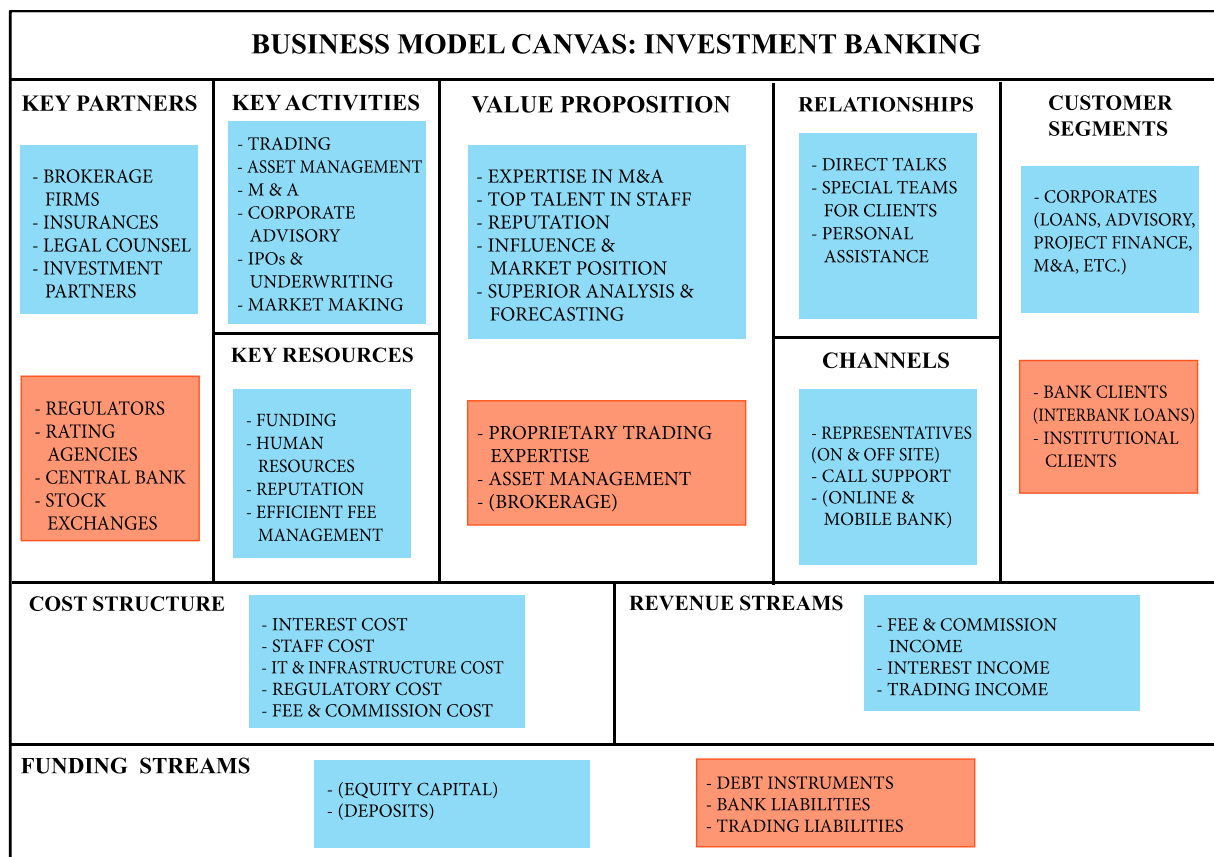 BUSINESS MODEL CANVAS: INVESTMENT BANKING
KEY PARTNERS
- BROKERAGE
FIRMS
- INSURANCES
- LEGAL COUNSEL
- INVESTMENT
PARTNERS
- REGULATORS
- RATING
AGENCIES
- CENTRAL BANK
- STOCK
EXCHANGES
KEY ACTIVITIES
- TRADING
- ASSET MANAGEMENT
- M & A
- CORPORATE
ADVISORY
- IPOs &
UNDERWRITING
- MARKET MAKING
KEY RESOURCES
- FUNDING
- HUMAN
RESOURCES
- REPUTATION
- EFFICIENT FEE
MANAGEMENT
VALUE PROPOSITION
- EXPERTISE IN M&A
- TOP TALENT IN STAFF
- REPUTATION
- INFLUENCE &
MARKET POSITION
- SUPERIOR ANALYSIS &
FORECASTING
- PROPRIETARY TRADING
EXPERTISE
- ASSET MANAGEMENT
- (BROKERAGE)
RELATIONSHIPS
- DIRECT TALKS
- SPECIAL TEAMS
FOR CLIENTS
- PERSONAL
ASSISTANCE
CHANNELS
- REPRESENTATIVES
(ON & OFF SITE)
- CALL SUPPORT
- (ONLINE &
MOBILE BANK)
CUSTOMER
SEGMENTS
- CORPORATES
(LOANS, ADVISORY,
PROJECT FINANCE,
M&A, ETC.)
- BANK CLIENTS
(INTERBANK LOANS)
- INSTITUTIONAL
CLIENTS
COST STRUCTURE
- INTEREST COST
- STAFF COST
- IT & INFRASTRUCTURE COST
- REGULATORY COST
- FEE & COMMISSION COST
REVENUE STREAMS
- FEE & COMMISSION
INCOME
- INTEREST INCOME
- TRADING INCOME
FUNDING STREAMS
- (EQUITY CAPITAL)
- (DEPOSITS)
- DEBT INSTRUMENTS
- BANK LIABILITIES
- TRADING LIABILITIES